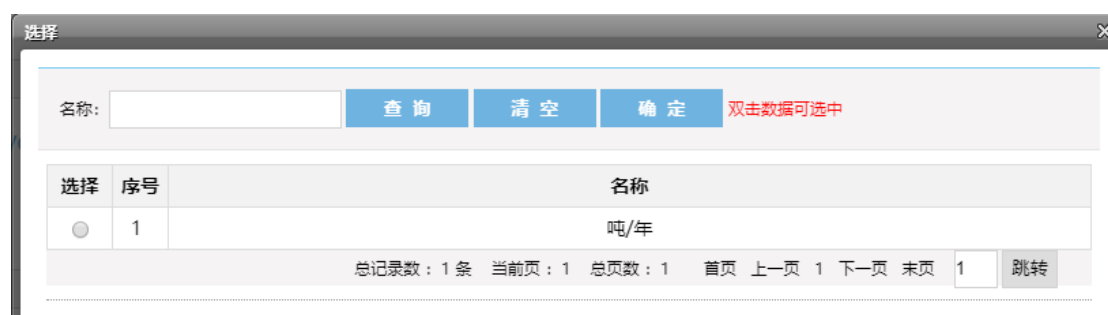 选择
名称: 查 询 清 空 确 定 双击数据可选中
选择 序号 名称
1 吨/年
总记录数：1 条 当前页：1 总页数：1 首页 上一页 1 下一页 末页 1 跳转